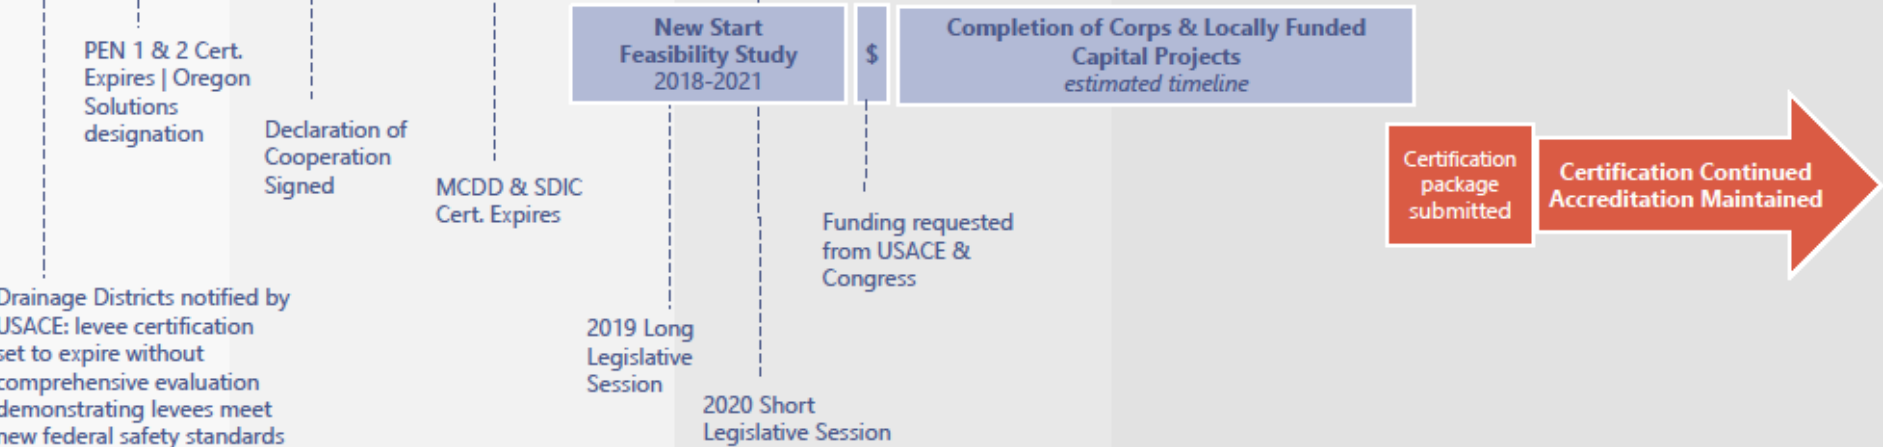 PEN 1 & 2 Cert.
Expires | Oregon
Solutions
designation
Declaration of
Cooperation
Signed
MCDD & SDIC
Cert. Expires
New Start
Feasibility Study
2018-2021
$
Completion of Corps & Locally Funded
Capital Projects
estimated timeline
Certification
package
submitted
Certification Continued
Accreditation Maintained
Funding requested
from USACE &
Congress
Drainage Districts notified by
USACE: levee certification
set to expire without
comprehensive evaluation
demonstrating levees meet
new federal safety standards
2019 Long
Legislative
Session
2020 Short
Legislative Session